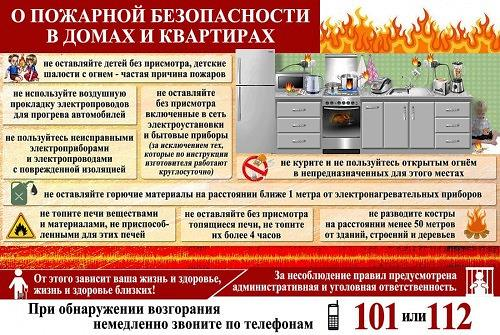 О ПОЖАРНОЙ БЕЗОПАСНОСТИ
В ДОМАХ И КВАРТИРАХ
не оставляйте детей без присмотра, детские
шалости с огнем - частая причина пожаров
не используйте воздушную
прокладку электропроводов
для прогрева автомобилей
не оставляйте
без присмотра
включенные в сеть
электроустановки
и бытовые приборы
(за исключением тех,
которые по инструкции
изготовителя работают
круглосуточно)
не пользуйтесь неисправными
электроприборами
и электропроводами
с поврежденной изоляцией
не курите и не пользуйтесь открытым огнём
в непредназначенных для этого местах
не оставляйте горючие материалы на расстоянии ближе 1 метра от электронагревательных приборов
не топите печи веществами
и материалами, не приспособ-
ленными для этих печей
не оставляйте без присмотра
топящиеся печи, не топите
их более 4 часов
не разводите костры
на расстоянии менее 50 метров
от зданий, строений и деревьев
От этого зависит ваша жизнь и здоровье,
жизнь и здоровье близких!
За несоблюдение правил предусмотрена
административная и уголовная ответственность.
При обнаружении возгорания
немедленно звоните по телефонам
101 или 112